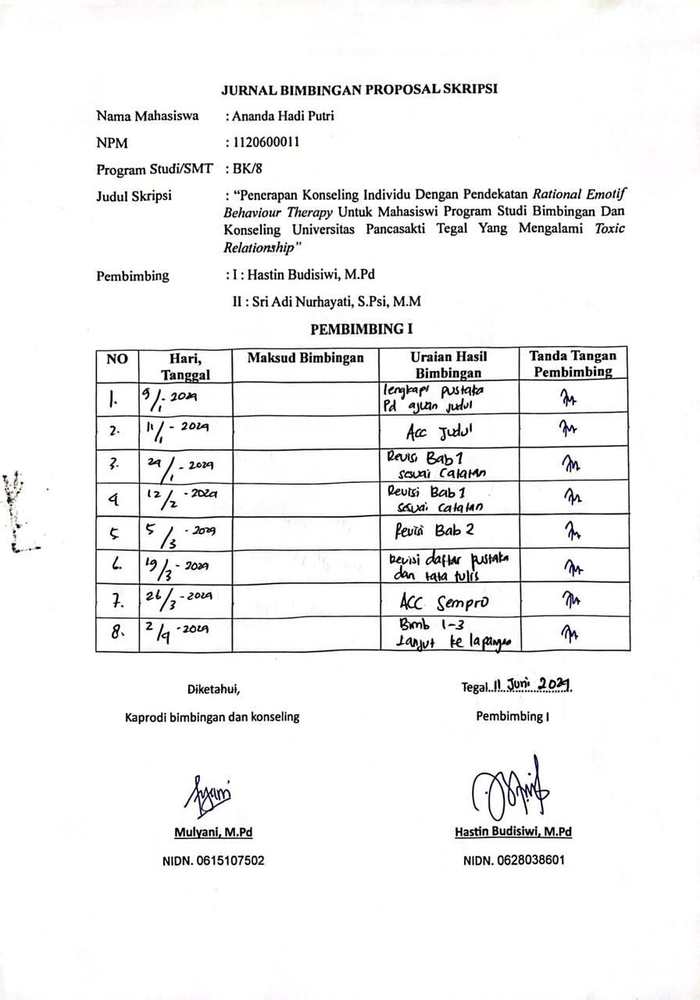 JURNAL BIMBINGAN PROPOSAL SKRIPSI
Nama Mahasiswa : Ananda Hadi Putri
NPM : 1120600011
Program Studi/SMT : BK/8
Judul Skripsi : “Penerapan Konseling Individu Dengan Pendekatan Rational Emotif
Behaviour Therapy Untuk Mahasiswi Program Studi Bimbingan Dan
Konseling Universitas Pancasakti Tegal Yang Mengalami Toxic
Relationship”
Pembimbing : I : Hastin Budisiwi, M.Pd
II : Sri Adi Nurhayati, S.Psi, M.M
PEMBIMBING I
NO Hari, Tanggal Maksud Bimbingan Uraian Hasil Bimbingan Tanda Tangan Pembimbing
1. 9/1 - 2024 lengkapi pustaka
Pd ajuan judul
2. 11/1 - 2024 Acc Judul
3. 24/1 - 2024 Revisi Bab 1
sesuai catatan
4 12/2 - 2024 Revisi Bab 1
sesuai catatan
5. 5/3 - 2024 Revisi Bab 2
6. 19/3 - 2024 Revisi daftar pustaka
dan tata tulis
7. 26/3 - 2024 ACC Sempro
8. 2/4 - 2024 Bimb 1-3
Lanjut ke lapangan
Diketahui,
Tegal, 11 Juni 2024
Kaprodi bimbingan dan konseling
Pembimbing I
Mulyani, M.Pd
Hastin Budisiwi, M.Pd
NIDN. 0615107502
NIDN. 0628038601